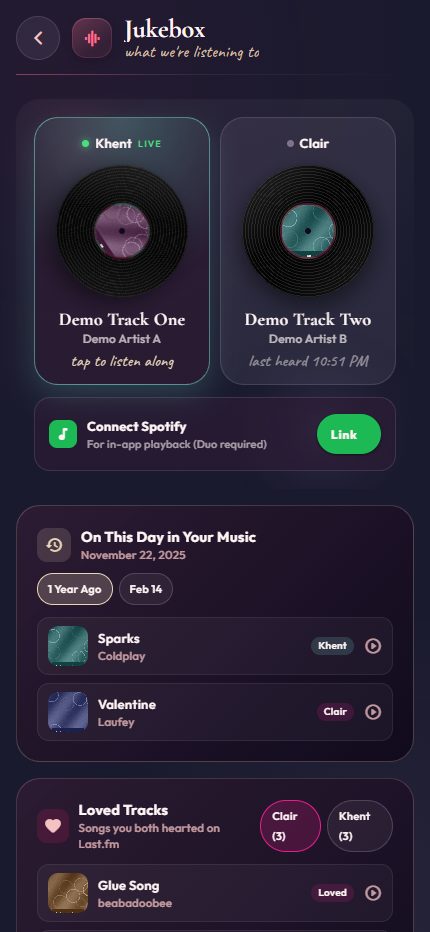 Jukebox
what we're listening to
Khent LIVE
Clair
Demo Track One
Demo Artist A
tap to listen along
Demo Track Two
Demo Artist B
last heard 10:51 PM
Connect Spotify
For in-app playback (Duo required)
Link
On This Day in Your Music
November 22, 2025
1 Year Ago
Feb 14
Sparks
Coldplay
Khent
Valentine
Laufey
Clair
Loved Tracks
Songs you both hearted on
Last.fm
Clair
(3)
Khent
(3)
Glue Song
beabadoobee
Loved